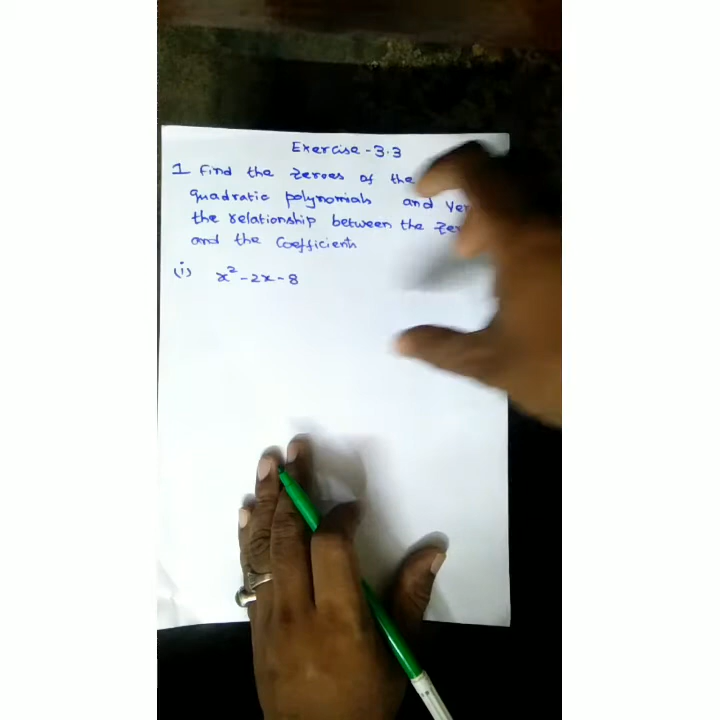 Exercise - 3.3
1 Find the zeroes of the
quadratic polynomials and
the relationship between the
and the Coefficients
(i) x² - 2x - 8